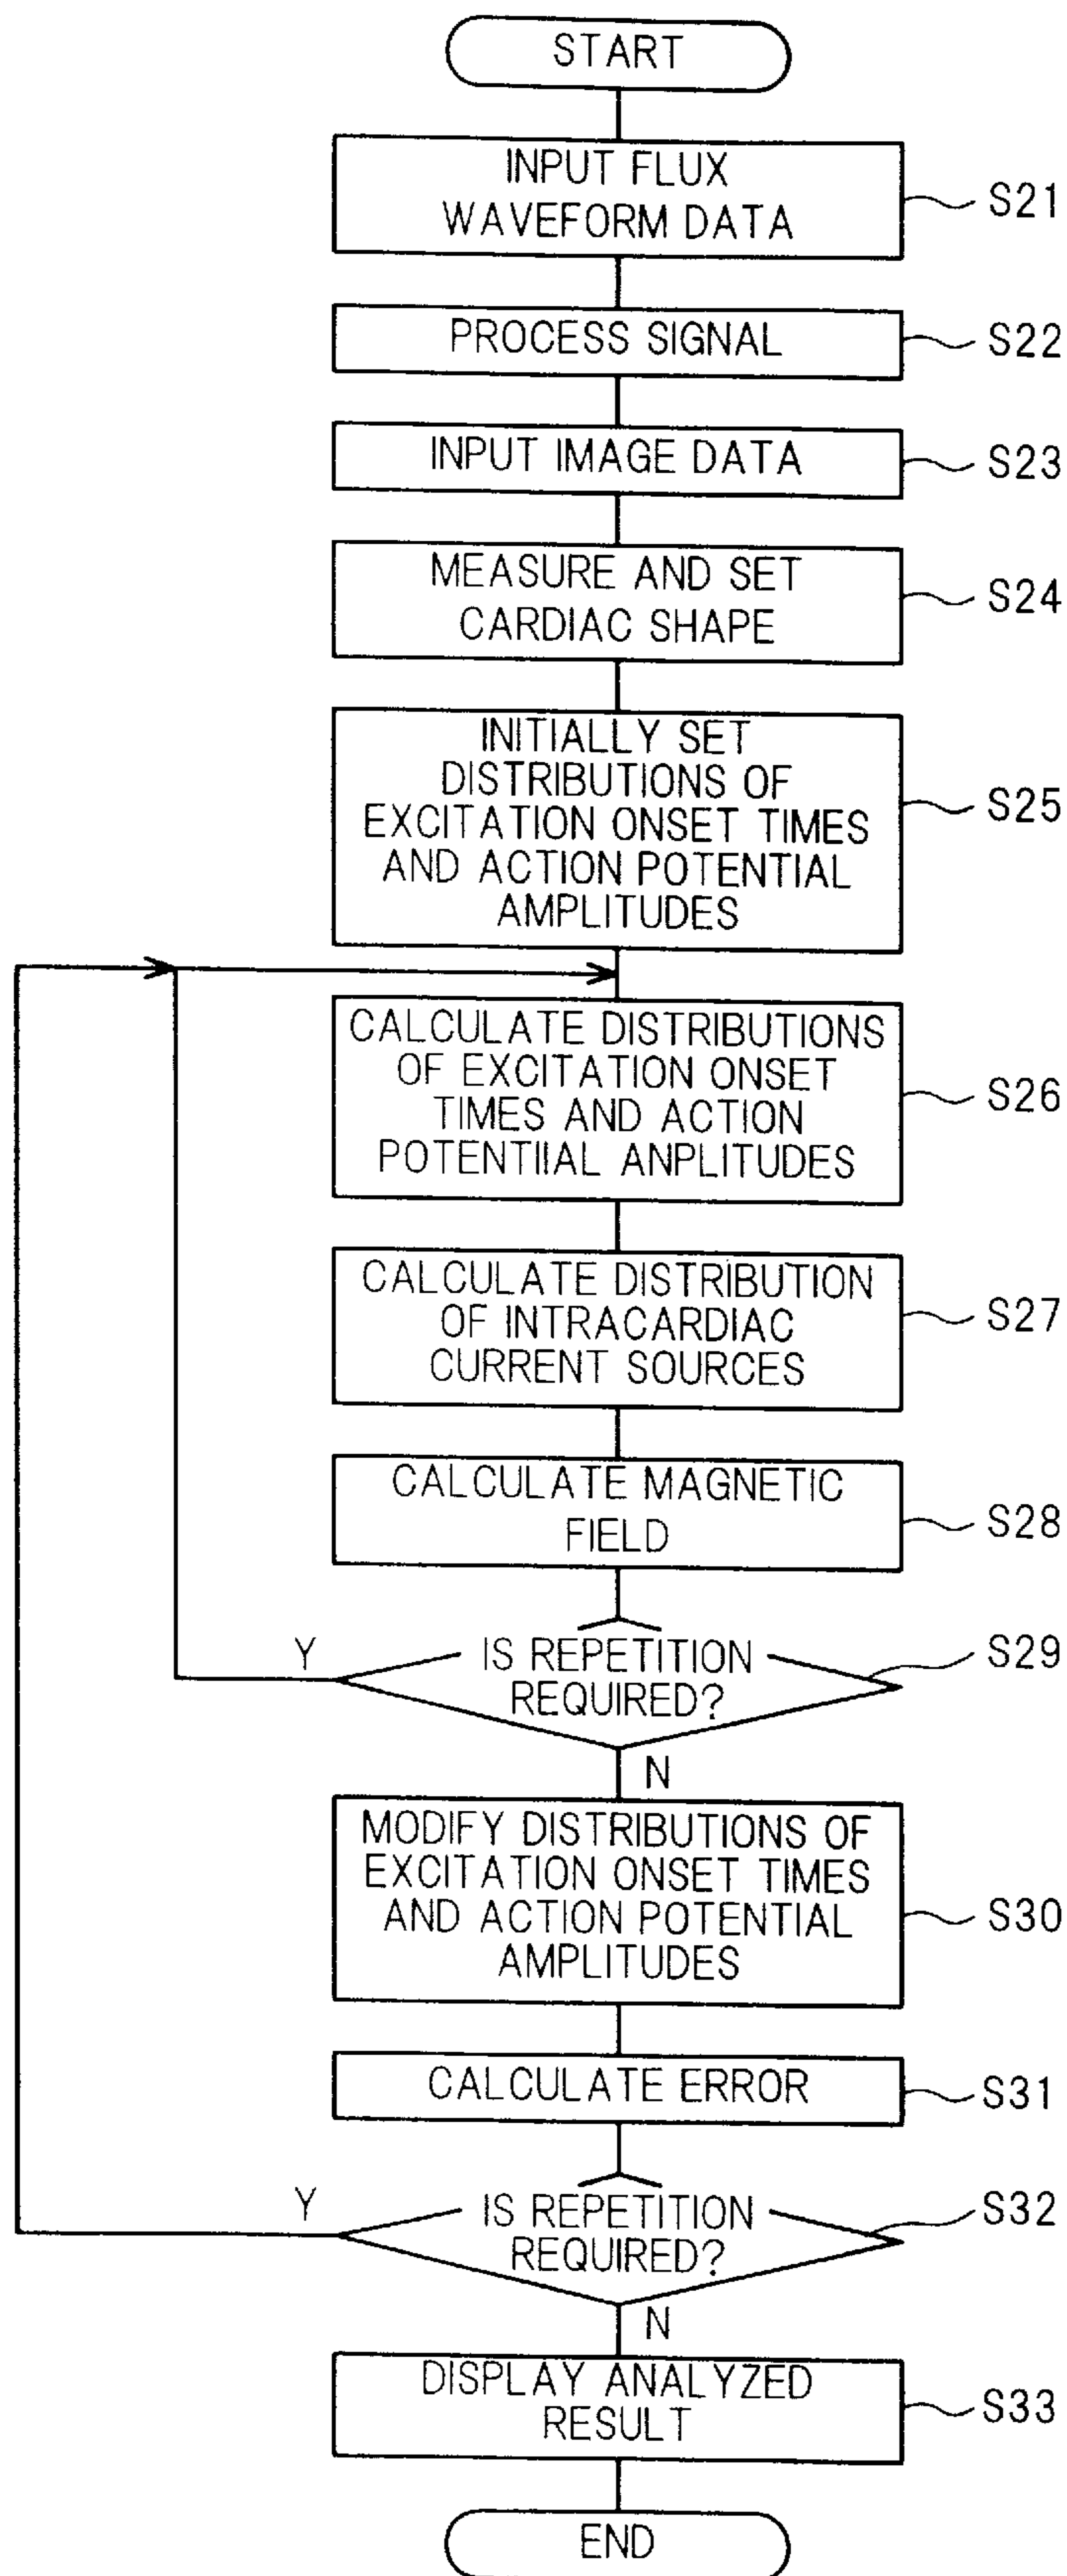 START
INPUT FLUX
WAVEFORM DATA
S21
PROCESS SIGNAL
S22
INPUT IMAGE DATA
S23
MEASURE AND SET
CARDIAC SHAPE
S24
INITIALLY SET
DISTRIBUTIONS OF
EXCITATION ONSET TIMES
AND ACTION POTENTIAL
AMPLITUDES
S25
CALCULATE DISTRIBUTIONS
OF EXCITATION ONSET
TIMES AND ACTION
POTENTIIAL ANPLITUDES
S26
CALCULATE DISTRIBUTION
OF INTRACARDIAC
CURRENT SOURCES
S27
CALCULATE MAGNETIC
FIELD
S28
Y
IS REPETITION
REQUIRED?
S29
N
MODIFY DISTRIBUTIONS OF
EXCITATION ONSET TIMES
AND ACTION POTENTIAL
AMPLITUDES
S30
CALCULATE ERROR
S31
Y
IS REPETITION
REQUIRED?
S32
N
DISPLAY ANALYZED
RESULT
S33
END